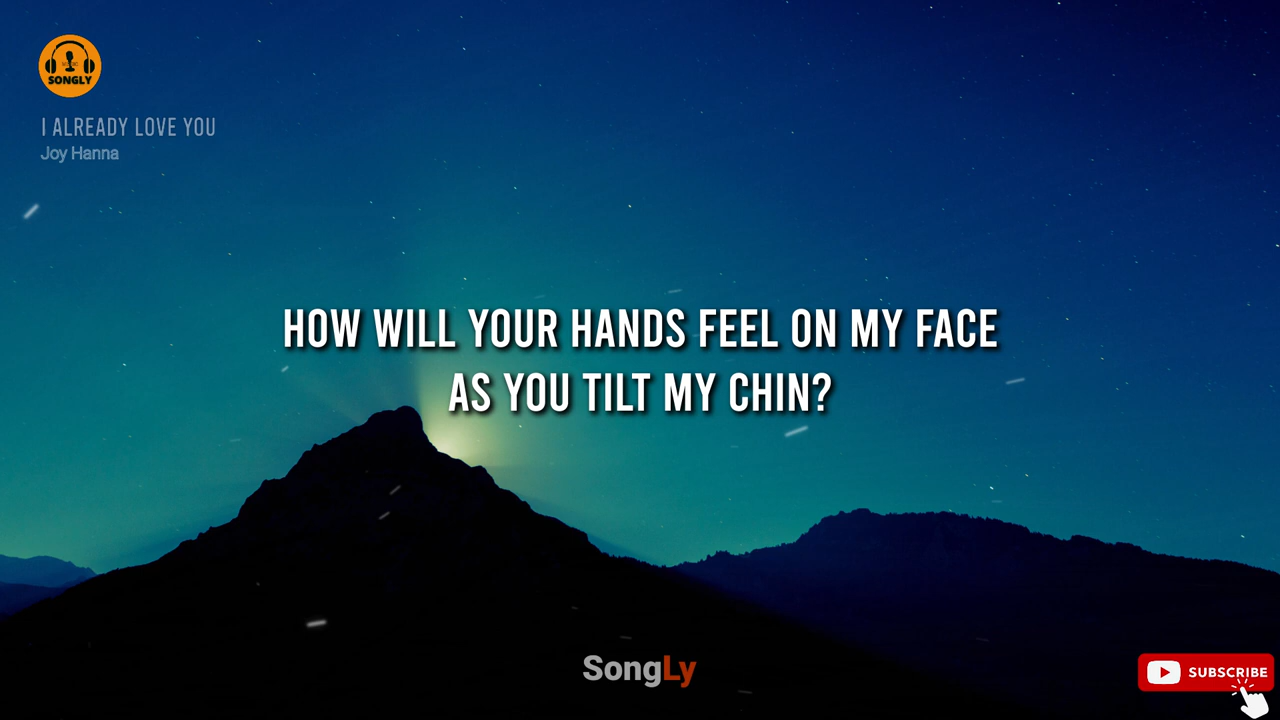 SONGLY
I ALREADY LOVE YOU
Joy Hanna
HOW WILL YOUR HANDS FEEL ON MY FACE
AS YOU TILT MY CHIN?
SongLy
SUBSCRIBE